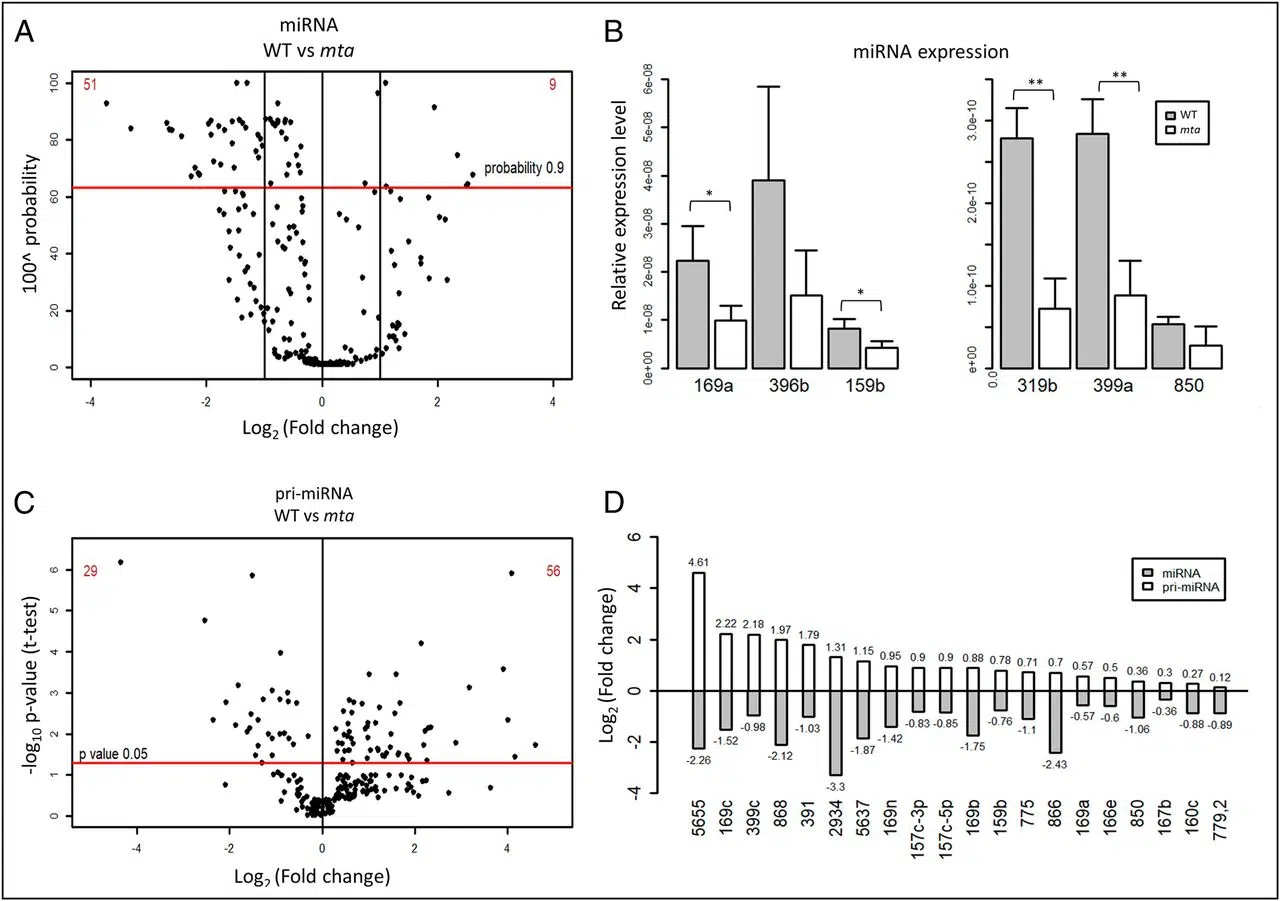 A
miRNA
WT vs mta
51
9
probability 0.9
100^ probability
100
80
60
40
20
0
-4
-2
0
2
4
Log2 (Fold change)
B
miRNA expression
Relative expression level
6e-08
5e-08
4e-08
3e-08
2e-08
1e-08
0e+00
*
*
169a
396b
159b
3.0e-10
2.0e-10
1.0e-10
0.0 e+00
**
**
319b
399a
850
WT
mta
C
pri-miRNA
WT vs mta
29
56
p value 0.05
-log10 p-value (t-test)
6
5
4
3
2
1
0
-4
-2
0
2
4
Log2 (Fold change)
D
Log2 (Fold change)
6
4
2
0
-2
-4
miRNA
pri-miRNA
4.61
2.22
2.18
1.97
1.79
1.31
1.15
0.95
0.9
0.9
0.88
0.78
0.71
0.7
0.57
0.5
0.36
0.3
0.27
0.12
-2.26
-1.52
-0.98
-2.12
-1.03
-3.3
-1.87
-1.42
-0.83
-0.85
-1.75
-0.76
-1.1
-2.43
-0.57
-0.6
-1.06
-0.36
-0.88
-0.89
5655
169c
399c
868
391
2934
5637
169n
157c-3p
157c-5p
169b
159b
775
866
169a
166e
850
167b
160c
779,2